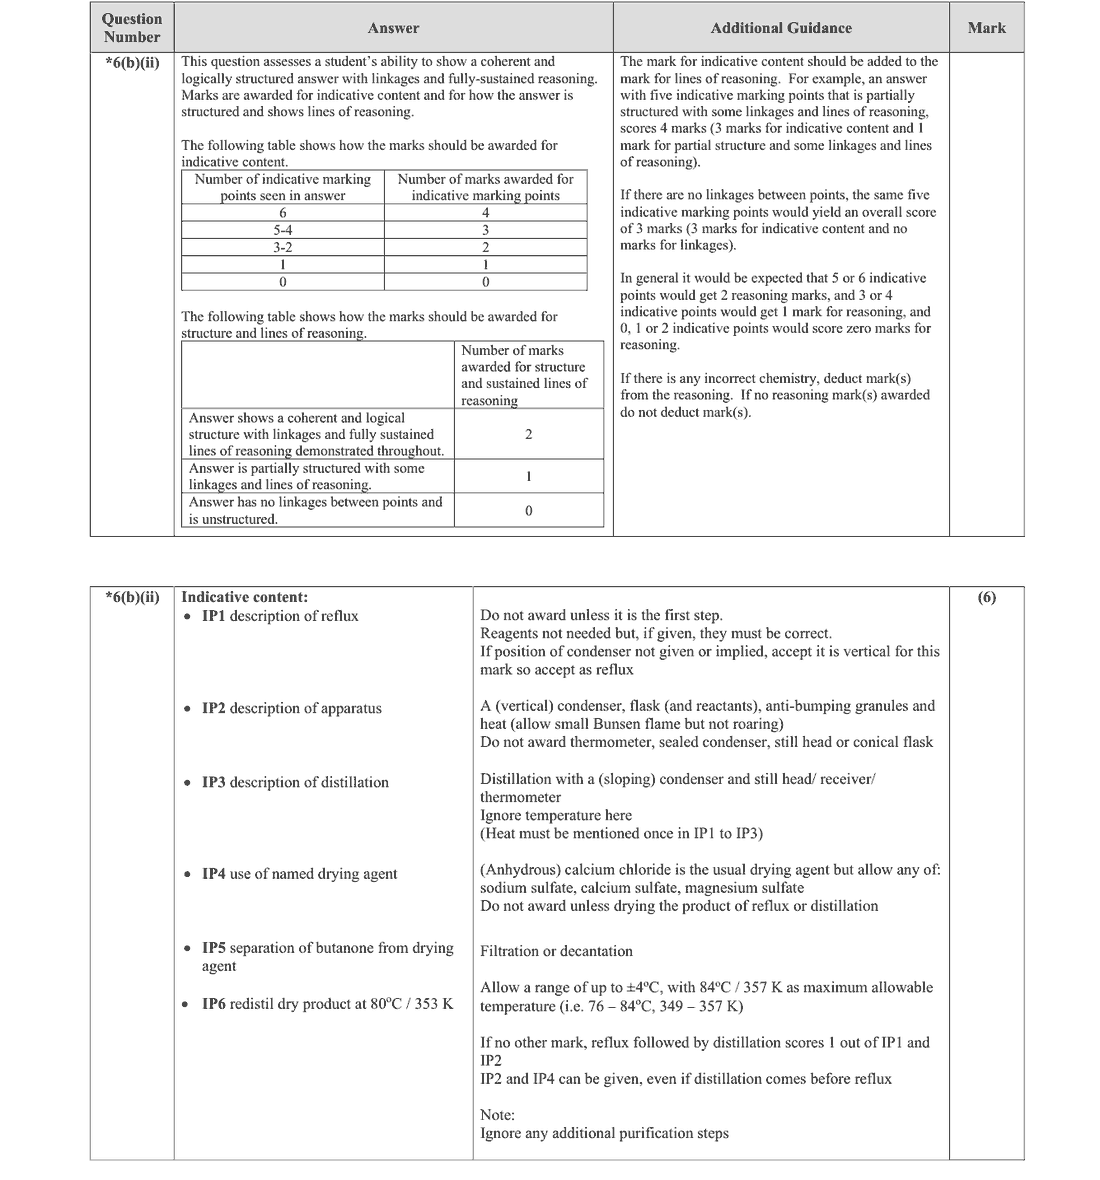 Question Number
Answer
Additional Guidance
Mark
*6(b)(ii)
This question assesses a student's ability to show a coherent and
logically structured answer with linkages and fully-sustained reasoning.
Marks are awarded for indicative content and for how the answer is
structured and shows lines of reasoning.
The following table shows how the marks should be awarded for
indicative content.
Number of indicative marking points seen in answer
Number of marks awarded for indicative marking points
6 4
5-4 3
3-2 2
1 1
0 0
The following table shows how the marks should be awarded for
structure and lines of reasoning.
Number of marks
awarded for structure
and sustained lines of
reasoning
Answer shows a coherent and logical
structure with linkages and fully sustained
lines of reasoning demonstrated throughout.
2
Answer is partially structured with some
linkages and lines of reasoning.
1
Answer has no linkages between points and
is unstructured.
0
The mark for indicative content should be added to the
mark for lines of reasoning. For example, an answer
with five indicative marking points that is partially
structured with some linkages and lines of reasoning,
scores 4 marks (3 marks for indicative content and 1
mark for partial structure and some linkages and lines
of reasoning).
If there are no linkages between points, the same five
indicative marking points would yield an overall score
of 3 marks (3 marks for indicative content and no
marks for linkages).
In general it would be expected that 5 or 6 indicative
points would get 2 reasoning marks, and 3 or 4
indicative points would get 1 mark for reasoning, and
0, 1 or 2 indicative points would score zero marks for
reasoning.
If there is any incorrect chemistry, deduct mark(s)
from the reasoning. If no reasoning mark(s) awarded
do not deduct mark(s).
*6(b)(ii)
Indicative content:
(6)
• IP1 description of reflux
Do not award unless it is the first step.
Reagents not needed but, if given, they must be correct.
If position of condenser not given or implied, accept it is vertical for this
mark so accept as reflux
• IP2 description of apparatus
A (vertical) condenser, flask (and reactants), anti-bumping granules and
heat (allow small Bunsen flame but not roaring)
Do not award thermometer, sealed condenser, still head or conical flask
• IP3 description of distillation
Distillation with a (sloping) condenser and still head/ receiver/
thermometer
Ignore temperature here
(Heat must be mentioned once in IP1 to IP3)
• IP4 use of named drying agent
(Anhydrous) calcium chloride is the usual drying agent but allow any of:
sodium sulfate, calcium sulfate, magnesium sulfate
Do not award unless drying the product of reflux or distillation
• IP5 separation of butanone from drying
agent
Filtration or decantation
• IP6 redistil dry product at 80°C / 353 K
Allow a range of up to ±4°C, with 84°C / 357 K as maximum allowable
temperature (i.e. 76 – 84°C, 349 – 357 K)
If no other mark, reflux followed by distillation scores 1 out of IP1 and
IP2
IP2 and IP4 can be given, even if distillation comes before reflux
Note:
Ignore any additional purification steps